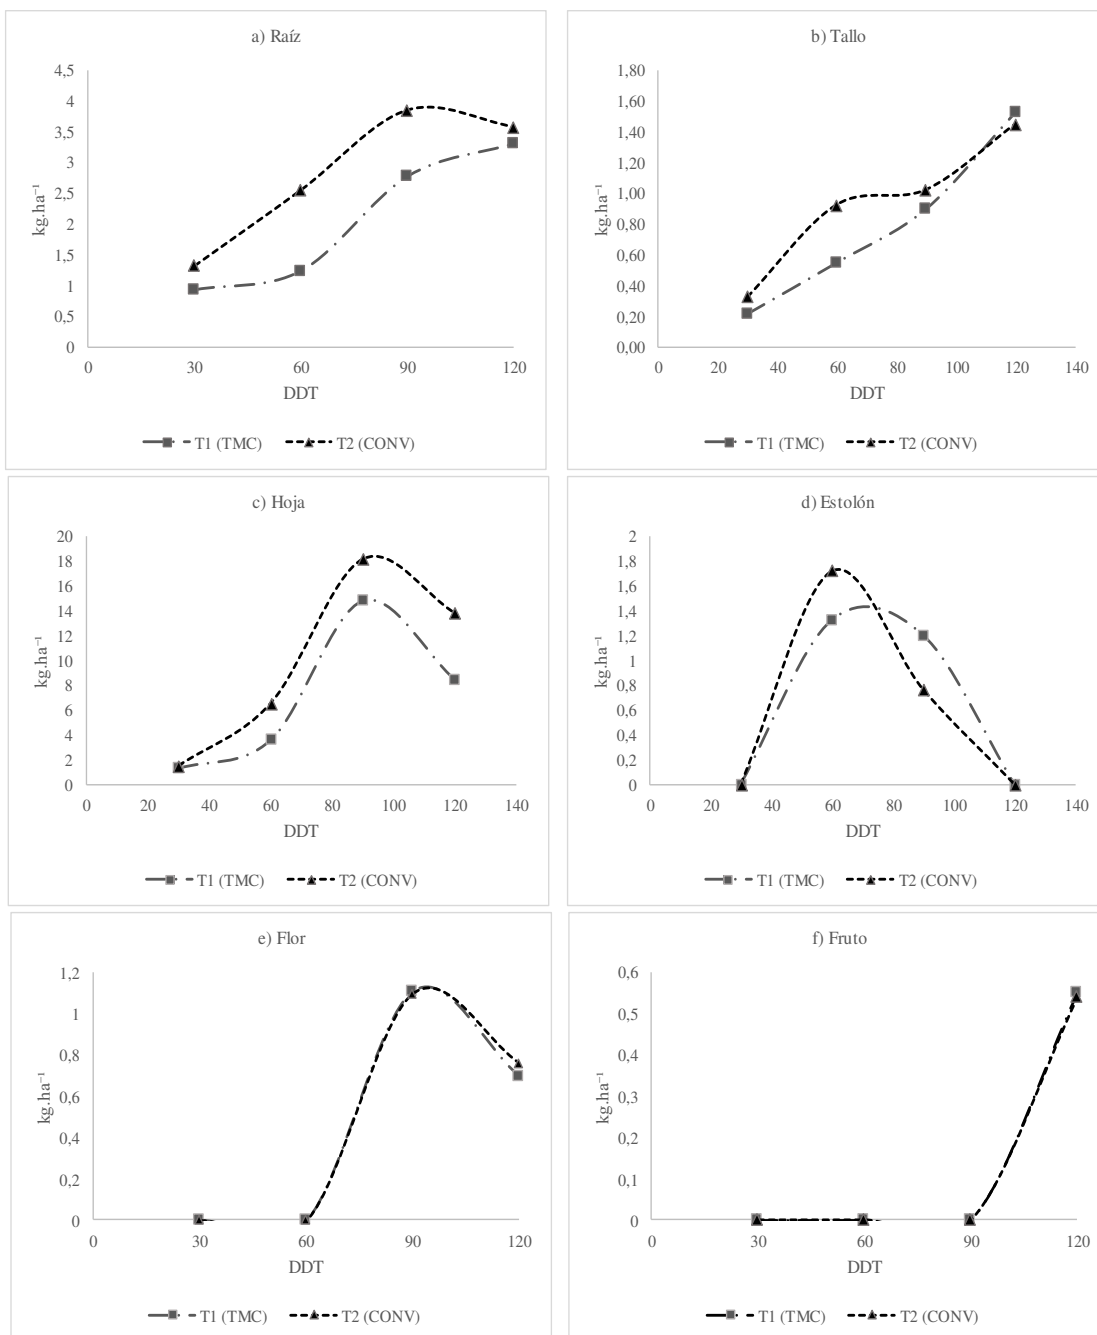 a) Raíz
4,5
4
3,5
3
2,5
2
1,5
1
0,5
0
kg.ha⁻¹
0 30 60 90 120
DDT
T1 (TMC) T2 (CONV)
b) Tallo
1,80
1,60
1,40
1,20
1,00
0,80
0,60
0,40
0,20
0,00
kg.ha⁻¹
0 20 40 60 80 100 120 140
DDT
T1 (TMC) T2 (CONV)
c) Hoja
20
18
16
14
12
10
8
6
4
2
0
kg.ha⁻¹
0 20 40 60 80 100 120 140
DDT
T1 (TMC) T2 (CONV)
d) Estolón
2
1,8
1,6
1,4
1,2
1
0,8
0,6
0,4
0,2
0
kg.ha⁻¹
0 20 40 60 80 100 120 140
DDT
T1 (TMC) T2 (CONV)
e) Flor
1,2
1
0,8
0,6
0,4
0,2
0
kg.ha⁻¹
0 30 60 90 120
DDT
T1 (TMC) T2 (CONV)
f) Fruto
0,6
0,5
0,4
0,3
0,2
0,1
0
kg.ha⁻¹
0 30 60 90 120
DDT
T1 (TMC) T2 (CONV)